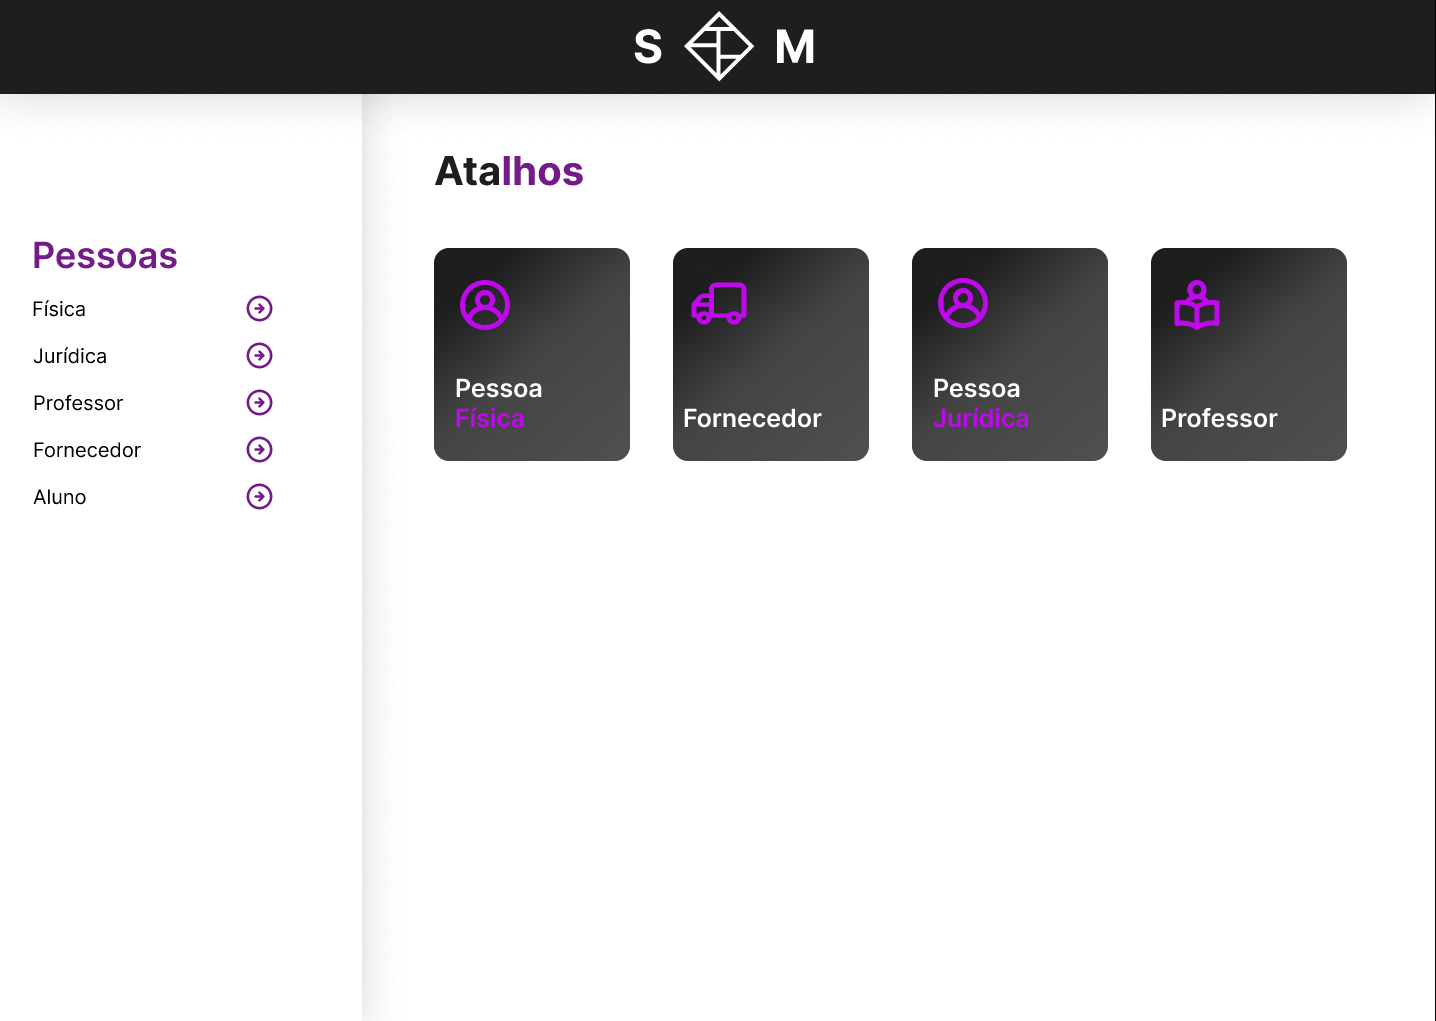 S M
Pessoas
Física
Jurídica
Professor
Fornecedor
Aluno
Atalhos
Pessoa
Física
Fornecedor
Pessoa
Jurídica
Professor